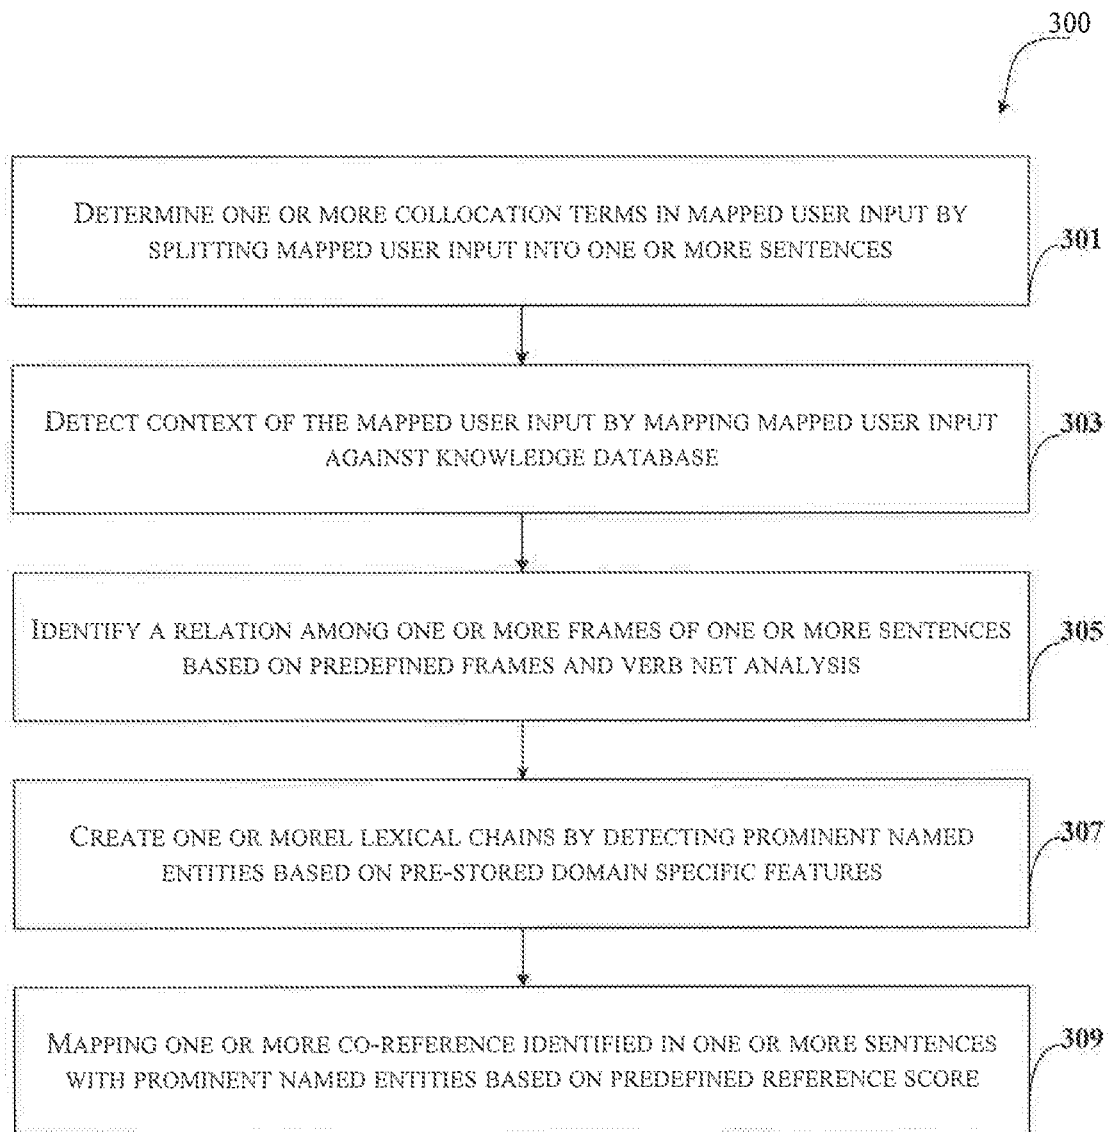 300
DETERMINE ONE OR MORE COLLOCATION TERMS IN MAPPED USER INPUT BY
SPLITTING MAPPED USER INPUT INTO ONE OR MORE SENTENCES
301
DETECT CONTEXT OF THE MAPPED USER INPUT BY MAPPING MAPPED USER INPUT
AGAINST KNOWLEDGE DATABASE
303
IDENTIFY A RELATION AMONG ONE OR MORE FRAMES OF ONE OR MORE SENTENCES
BASED ON PREDEFINED FRAMES AND VERB NET ANALYSIS
305
CREATE ONE OR MOREL LEXICAL CHAINS BY DETECTING PROMINENT NAMED
ENTITIES BASED ON PRE-STORED DOMAIN SPECIFIC FEATURES
307
MAPPING ONE OR MORE CO-REFERENCE IDENTIFIED IN ONE OR MORE SENTENCES
WITH PROMINENT NAMED ENTITIES BASED ON PREDEFINED REFERENCE SCORE
309